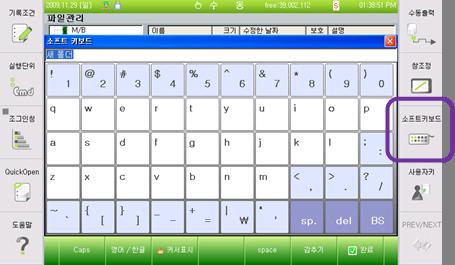 2009,11,29 [일]
수
동
free:39,002,112
S
01:38:51 PM
기록조건
실행단위
Cmd
조그인칭
QuickOpen
도움말
파일관리
M/B
이름
크기
수정한 날짜
보호
설명
소프트 키보드
새 폴더
! 1 @ 2 # 3 $ 4 % 5 ^ 6 & 7 * 8 ( 9 ) 0
q w e r t y u i o p
a s d f g h j k l ; :
z x c v b n m < , > . ? /
~ ` { [ } ] _ - + = | ₩ " ' sp. del BS
Caps
영어 / 한글
커서표시
space
감추기
완료
수동출력
창조정
소프트키보드
사용자키
PREV/NEXT